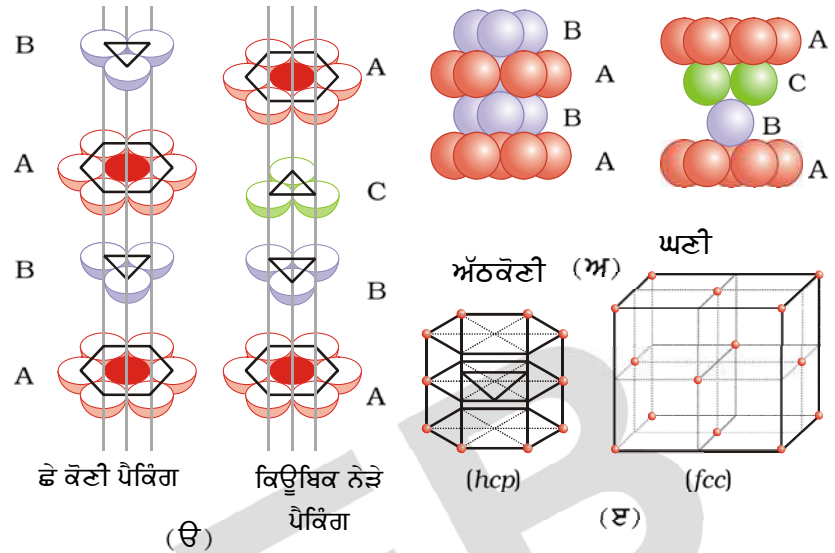 B
A
B
A
ਛੇ ਕੋਣੀ ਪੈਕਿੰਗ
A
C
B
A
ਕਿਊਬਿਕ ਨੇੜੇ
ਪੈਕਿੰਗ
(ੳ)
B
A
B
A
A
C
B
A
ਅੱਠਕੋਣੀ
(ਅ)
ਘਣੀ
(hcp)
(fcc)
(ੲ)